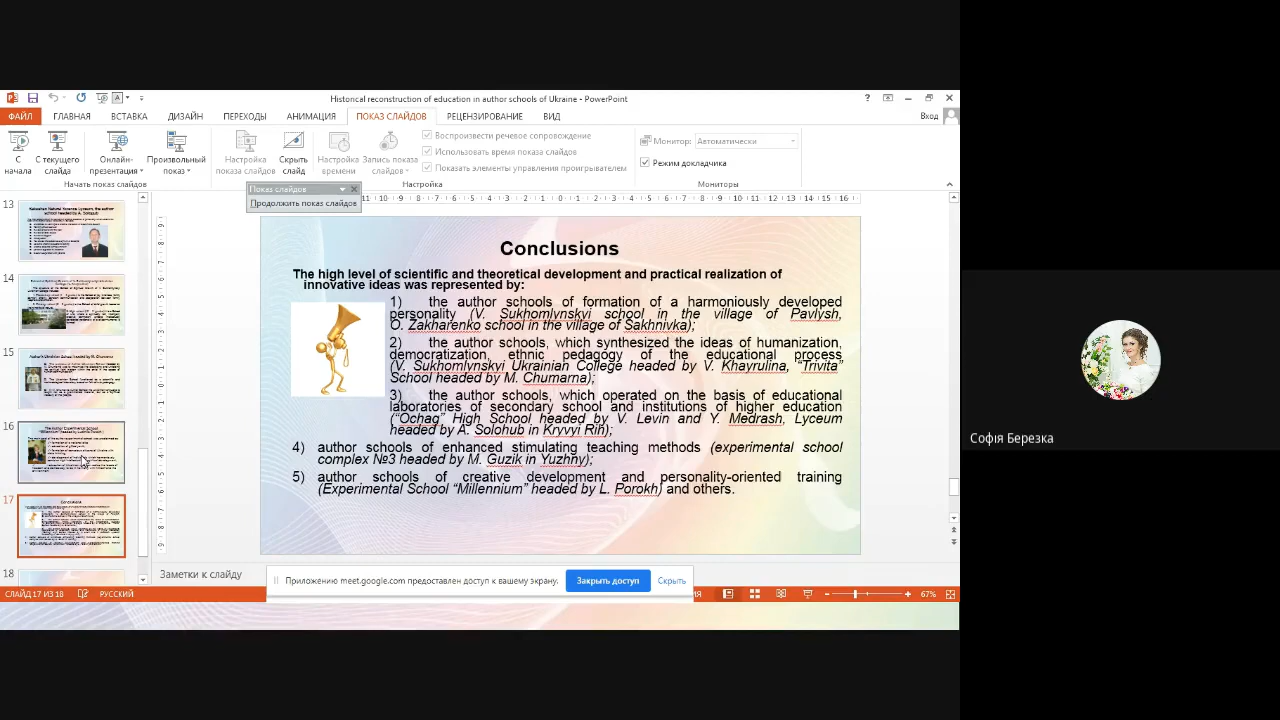 Historical reconstruction of education in author schools of Ukraine - PowerPoint
ФАЙЛ ГЛАВНАЯ ВСТАВКА ДИЗАЙН ПЕРЕХОДЫ АНИМАЦИЯ ПОКАЗ СЛАЙДОВ РЕЦЕНЗИРОВАНИЕ ВИД Вход
С начала
С текущего слайда
Онлайн-презентация
Произвольный показ
Начать показ слайдов
Настройка показа слайдов
Скрыть слайд
Настройка времени
Запись показа слайдов
Воспроизвести речевое сопровождение
Использовать время показа слайдов
Показать элементы управления проигрывателем
Настройка
Монитор: Автоматически
Режим докладчика
Мониторы
Показ слайдов
Продолжить показ слайдов
13
14
15
16
17
18
Conclusions
The high level of scientific and theoretical development and practical realization of
innovative ideas was represented by:
1) the author schools of formation of a harmoniously developed
personality (V. Sukhomlynskyi school in the village of Pavlysh,
O. Zakharenko school in the village of Sakhnivka);
2) the author schools, which synthesized the ideas of humanization,
democratization, ethnic pedagogy of the educational process
(V. Sukhomlynskyi Ukrainian College headed by V. Khayrulina, “Trivita”
School headed by M. Chumarna);
3) the author schools, which operated on the basis of educational
laboratories of secondary school and institutions of higher education
(“Ochag” High School headed by V. Levin and Y. Medrash, Lyceum
headed by A. Solohub in Kryvyi Rih);
4) author schools of enhanced stimulating teaching methods (experimental school
complex №3 headed by M. Guzik in Yuzhny);
5) author schools of creative development and personality-oriented training
(Experimental School “Millennium” headed by L. Porokh) and others.
Заметки к слайду
Приложению meet.google.com предоставлен доступ к вашему экрану. Закрыть доступ Скрыть
СЛАЙД 17 ИЗ 18 РУССКИЙ 67%
Софія Березка